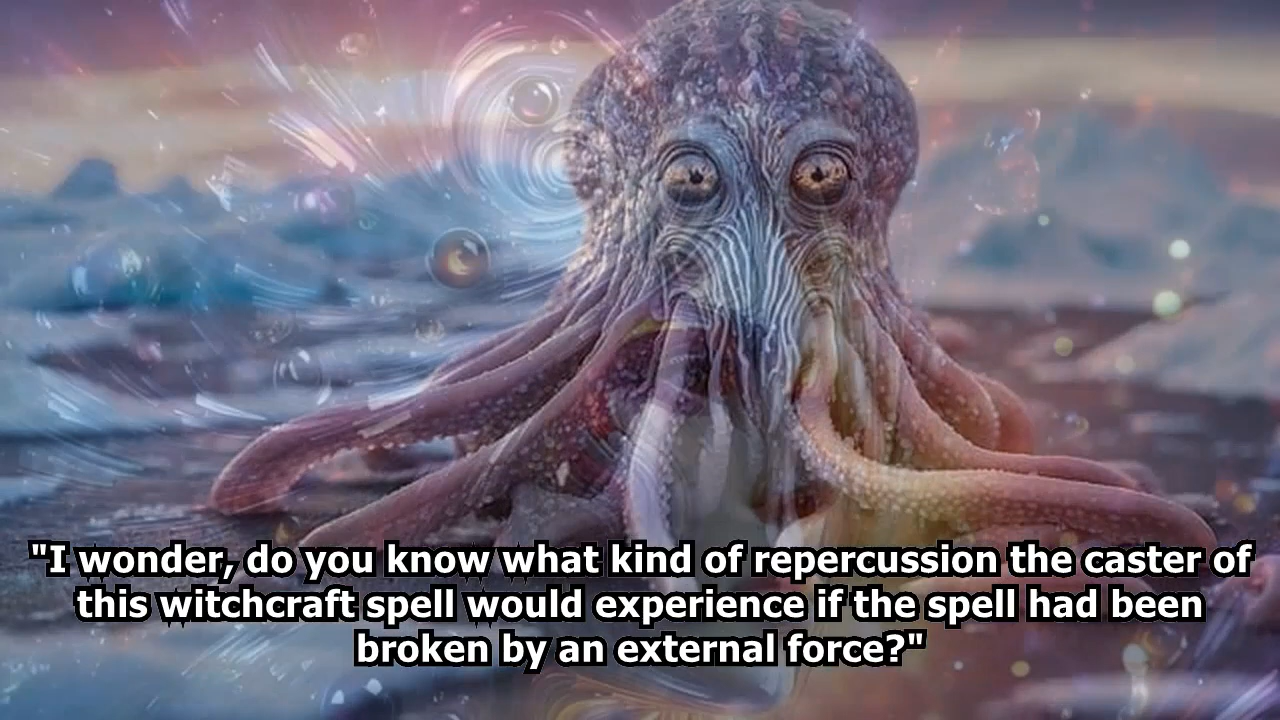 "I wonder, do you know what kind of repercussion the caster of
this witchcraft spell would experience if the spell had been
broken by an external force?"